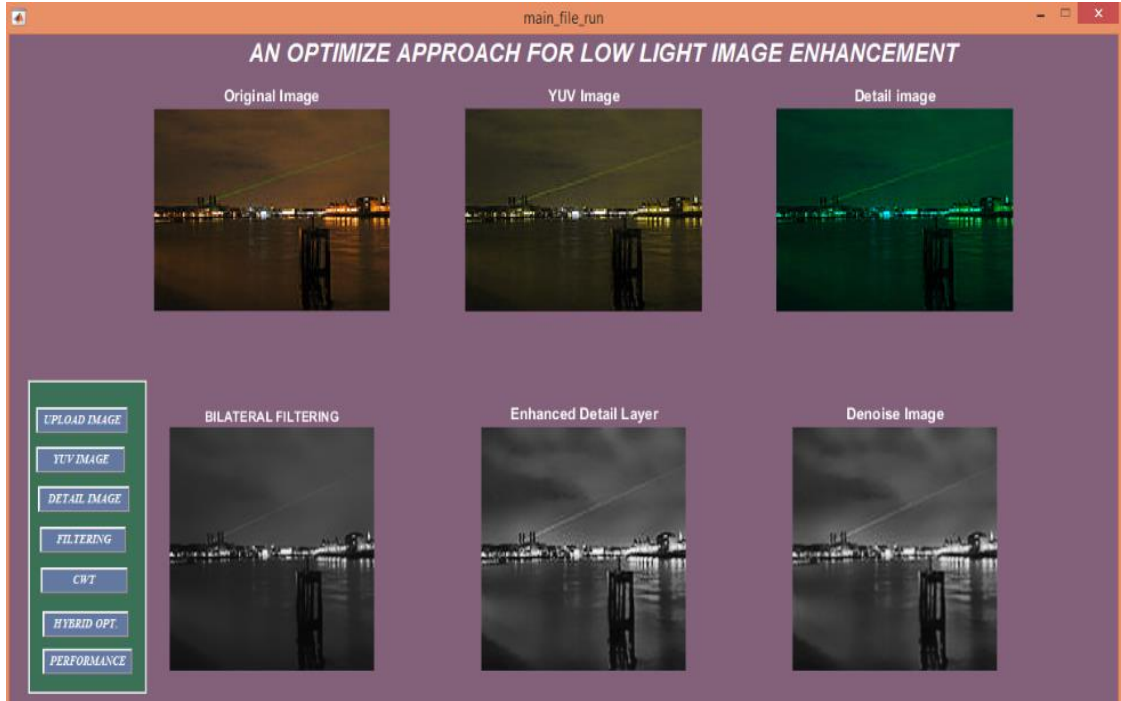 main_file_run
AN OPTIMIZE APPROACH FOR LOW LIGHT IMAGE ENHANCEMENT
Original Image
YUV Image
Detail image
UPLOAD IMAGE
YUV IMAGE
DETAIL IMAGE
FILTERING
CWT
HYBRID OPT.
PERFORMANCE
BILATERAL FILTERING
Enhanced Detail Layer
Denoise Image